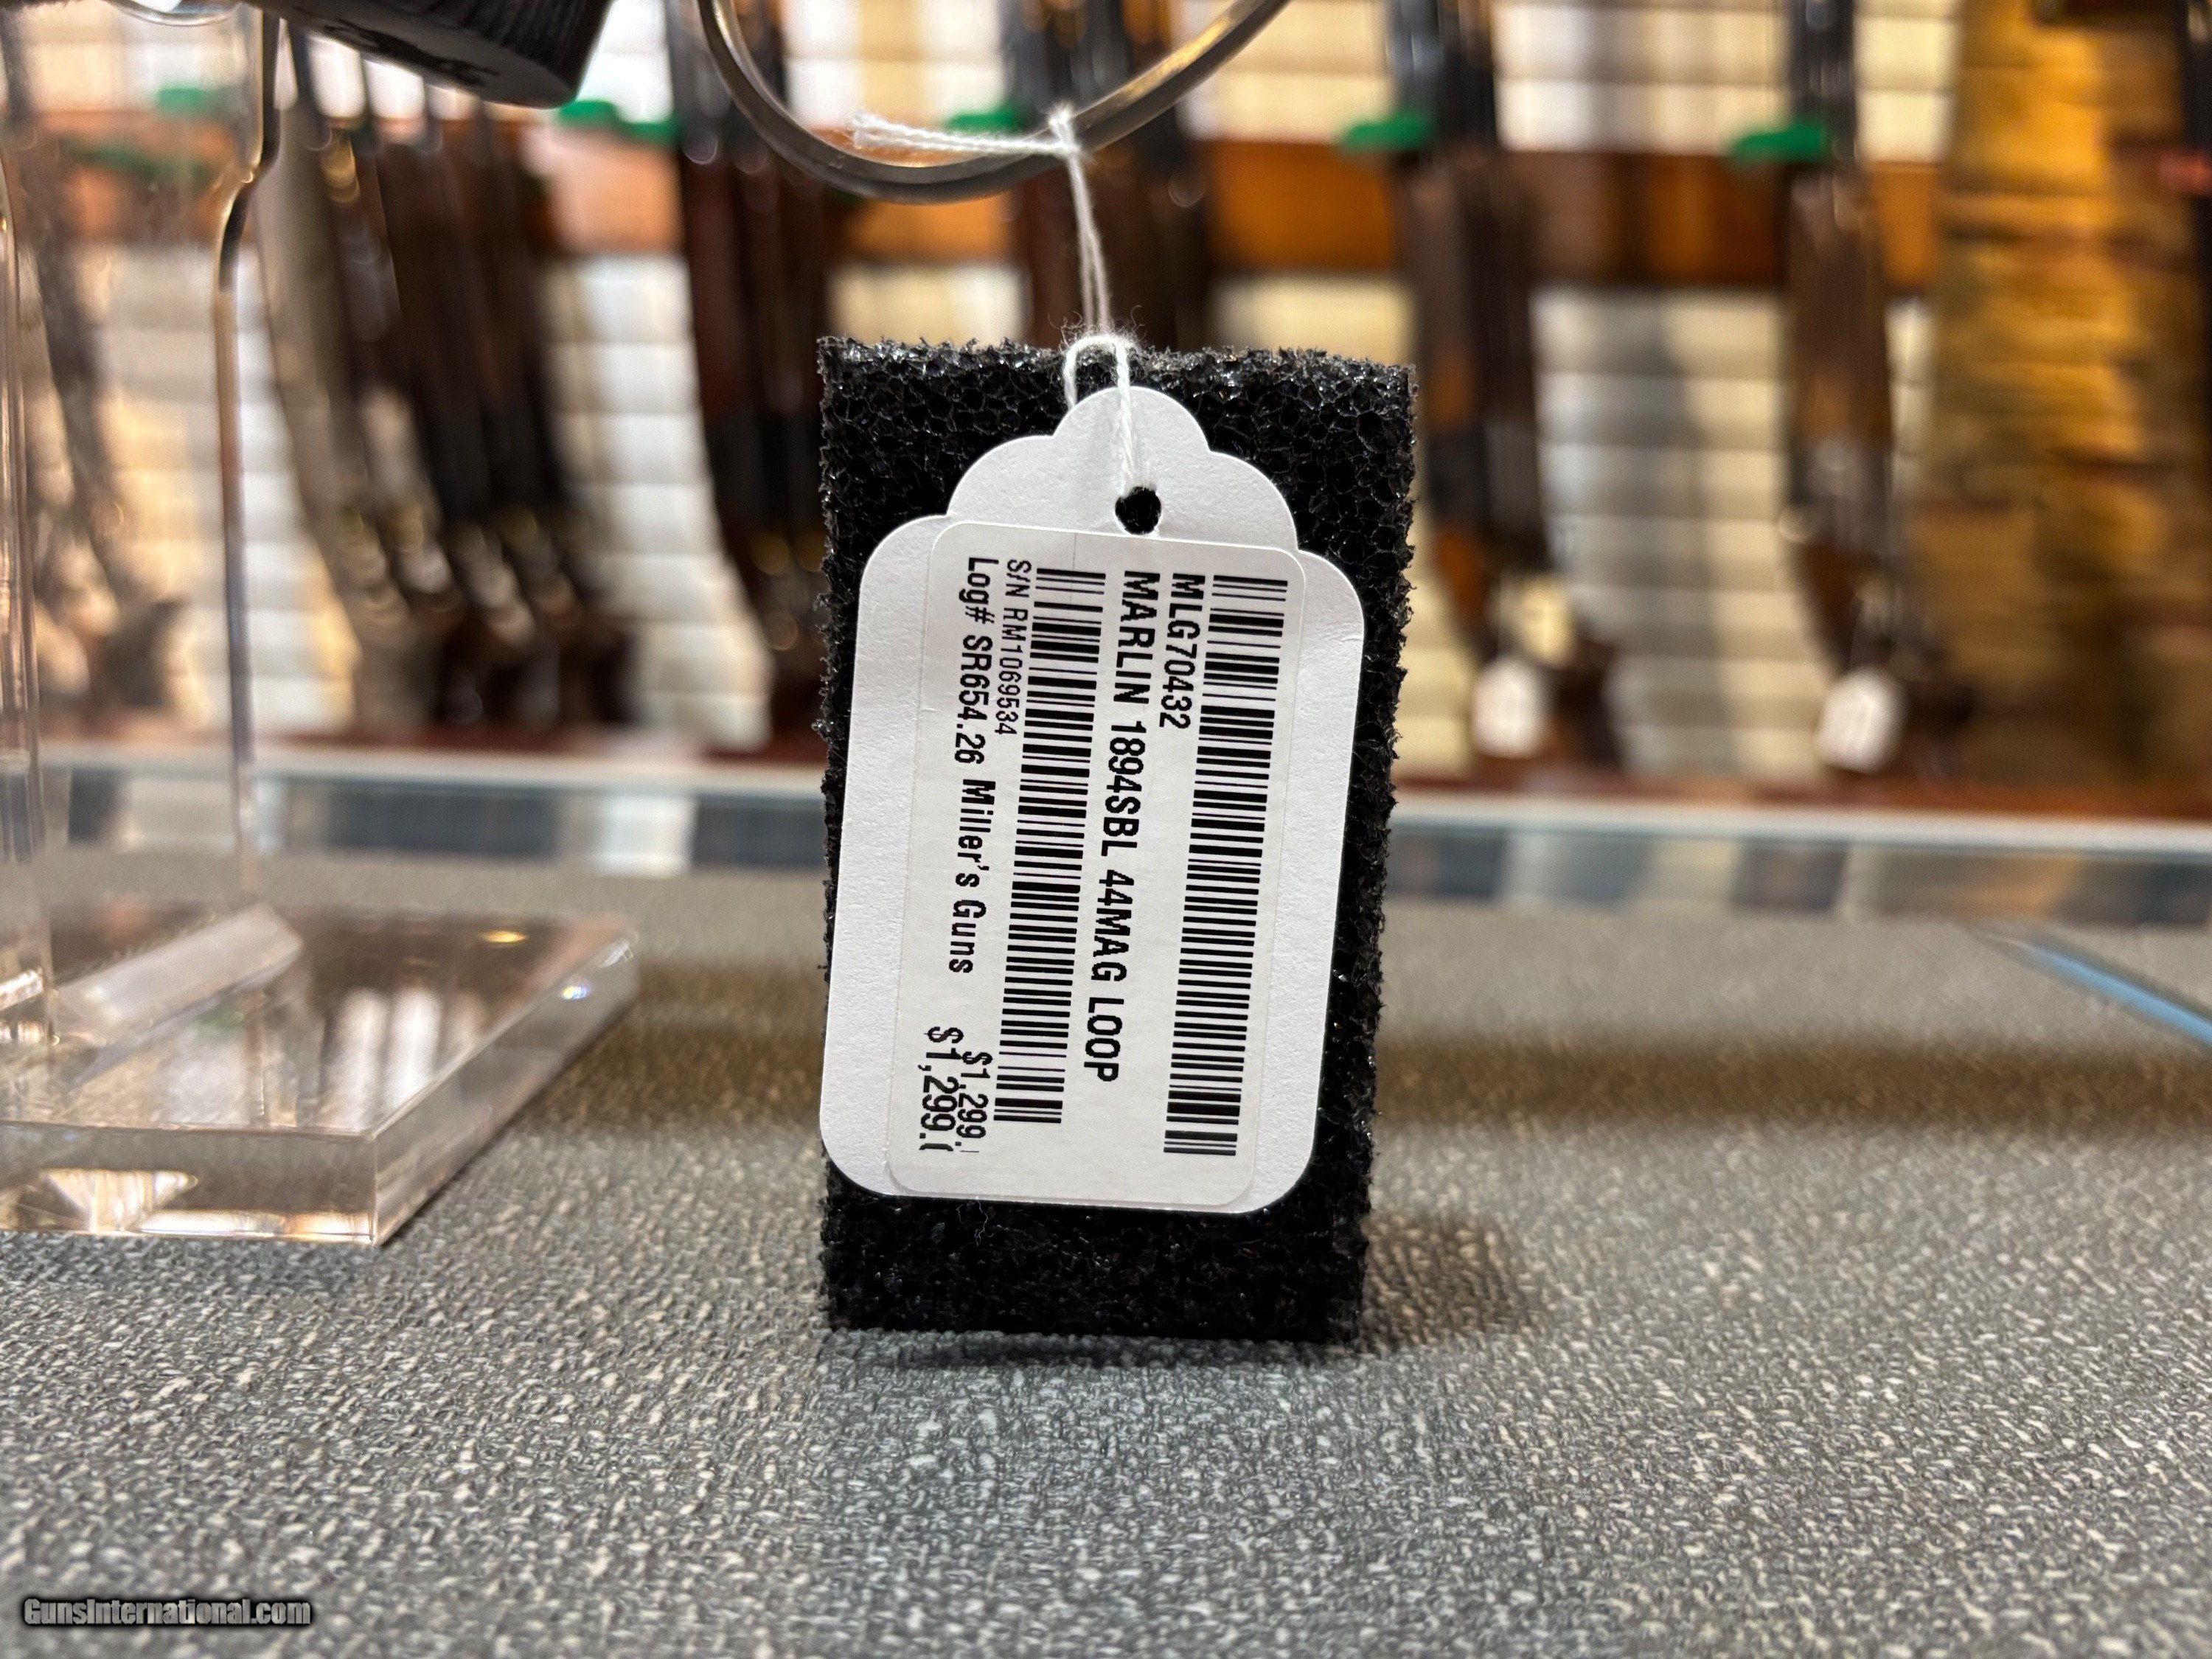 MLG70432
MARLIN 1894SBL 44MAG LOOP
S/N RM1069534
$1,299.
Log# SR654.26 Miller's Guns
$1,299.(
GunsInternational.com